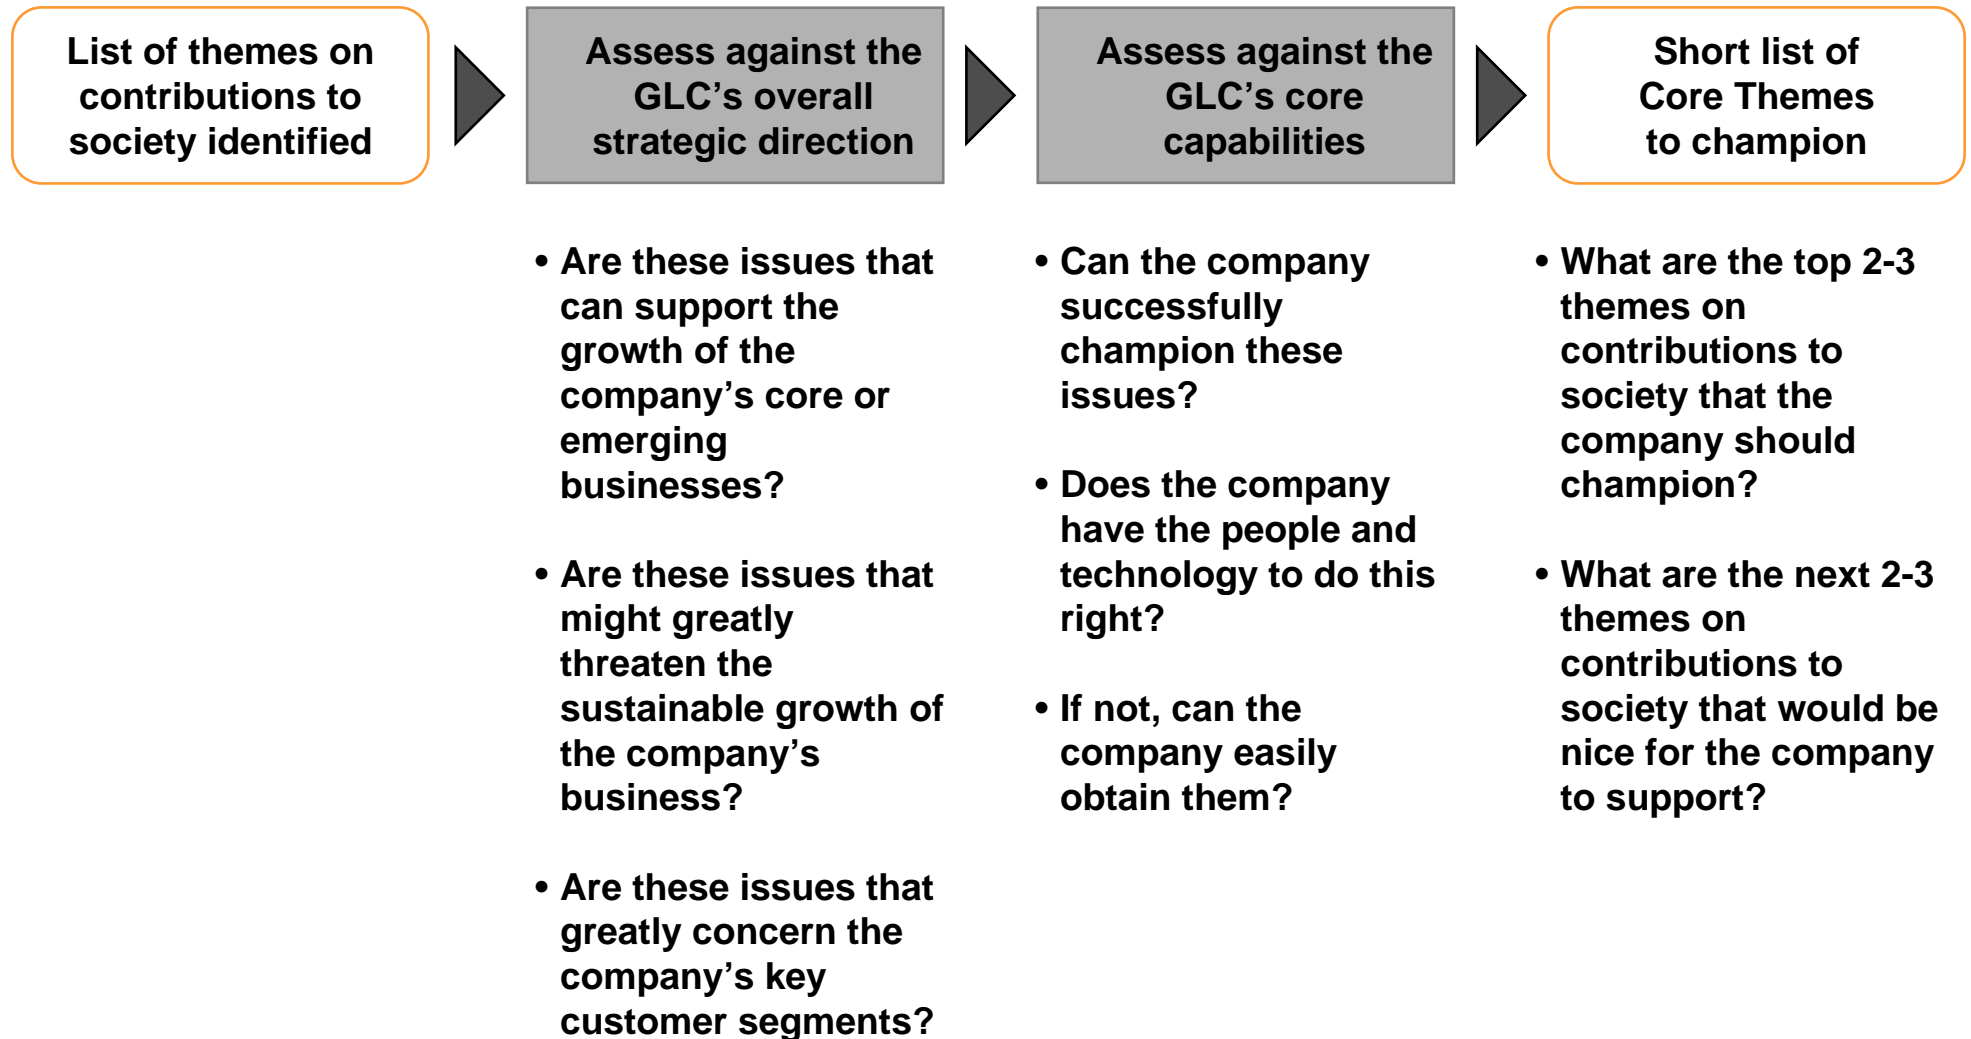 List of themes on
contributions to
society identified
Assess against the
GLC’s overall
strategic direction
Assess against the
GLC’s core
capabilities
Short list of
Core Themes
to champion
• Are these issues that
can support the
growth of the
company’s core or
emerging
businesses?
• Are these issues that
might greatly
threaten the
sustainable growth of
the company’s
business?
• Are these issues that
greatly concern the
company’s key
customer segments?
• Can the company
successfully
champion these
issues?
• Does the company
have the people and
technology to do this
right?
• If not, can the
company easily
obtain them?
• What are the top 2-3
themes on
contributions to
society that the
company should
champion?
• What are the next 2-3
themes on
contributions to
society that would be
nice for the company
to support?